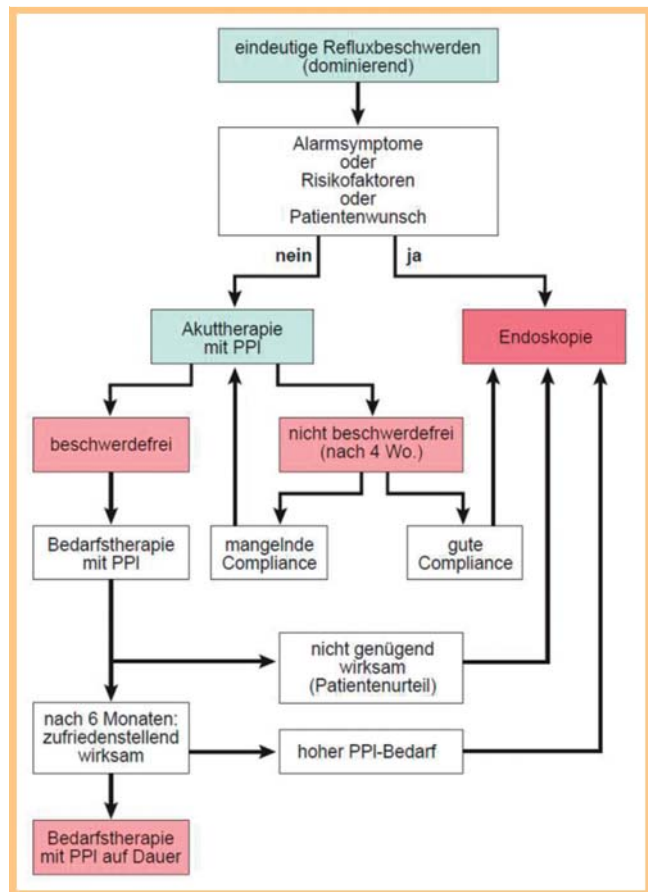 eindeutige Refluxbeschwerden
(dominierend)
Alarmsymptome
oder
Risikofaktoren
oder
Patientenwunsch
nein
ja
Akuttherapie
mit PPI
Endoskopie
beschwerdefrei
nicht beschwerdefrei
(nach 4 Wo.)
Bedarfstherapie
mit PPI
mangelnde
Compliance
gute
Compliance
nicht genügend
wirksam
(Patientenurteil)
nach 6 Monaten:
zufriedenstellend
wirksam
hoher PPI-Bedarf
Bedarfstherapie
mit PPI auf Dauer